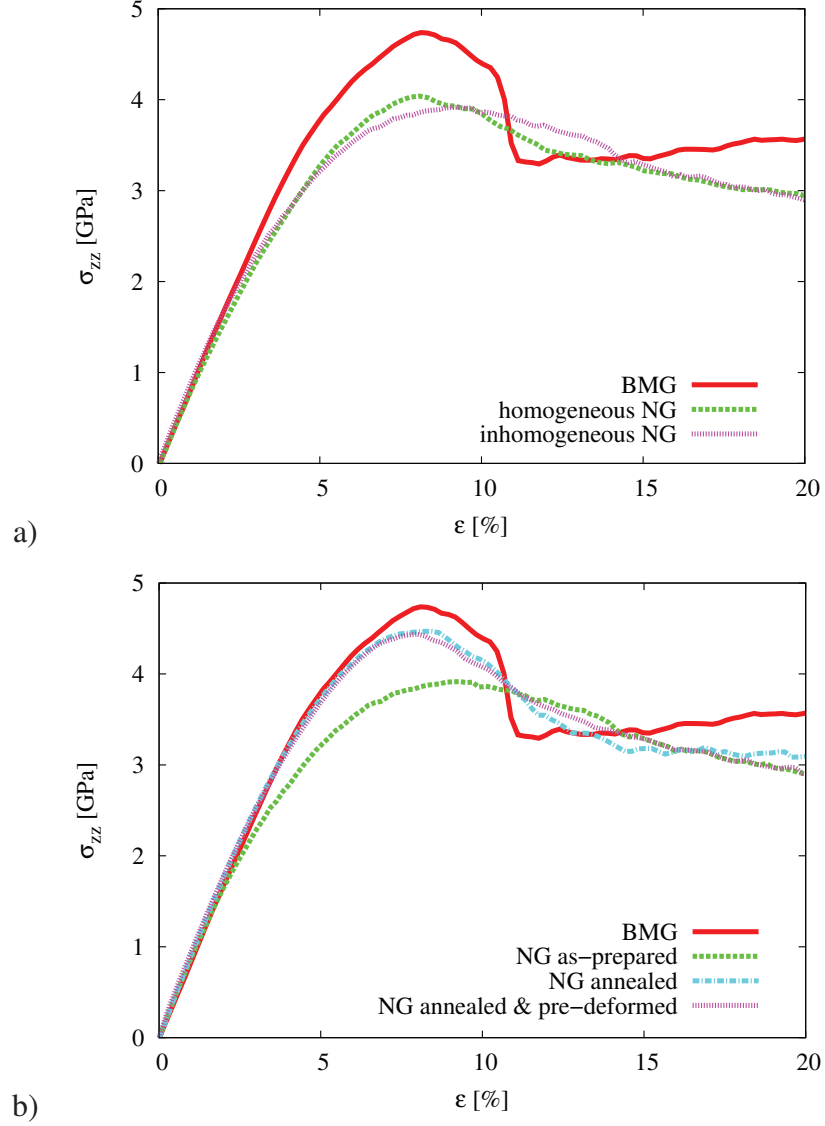 5
4
3
2
1
0
σzz [GPa]
BMG
homogeneous NG
inhomogeneous NG
0 5 10 15 20
ε [%]
a)
5
4
3
2
1
0
σzz [GPa]
BMG
NG as−prepared
NG annealed
NG annealed & pre−deformed
0 5 10 15 20
ε [%]
b)